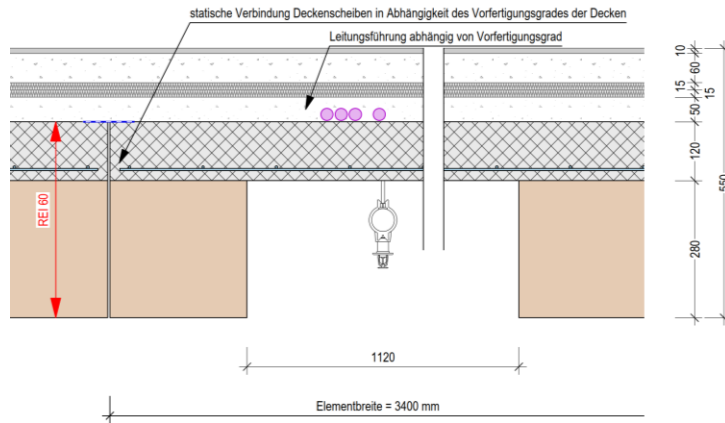 statische Verbindung Deckenscheiben in Abhängigkeit des Vorfertigungsgrades der Decken
Leitungsführung abhängig von Vorfertigungsgrad
10
60
15
15
50
120
550
280
REI 60
1120
Elementbreite = 3400 mm